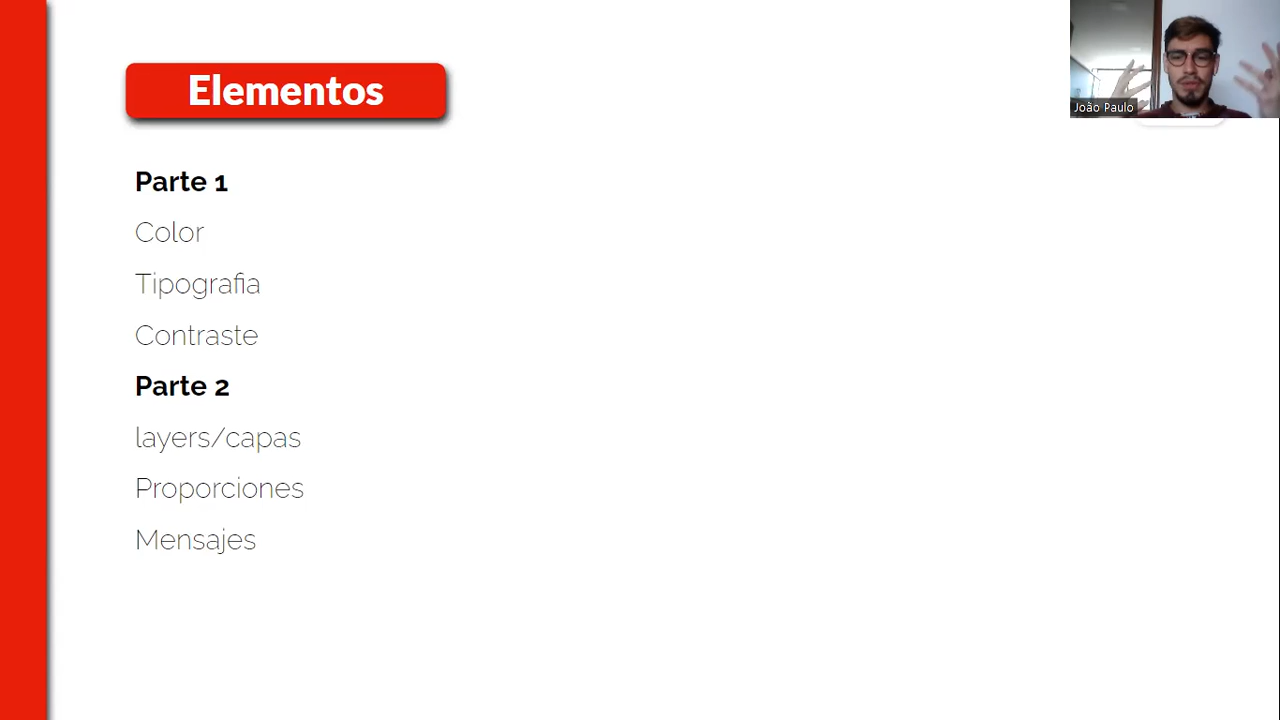 Elementos
Parte 1
Color
Tipografia
Contraste
Parte 2
layers/capas
Proporciones
Mensajes
João Paulo